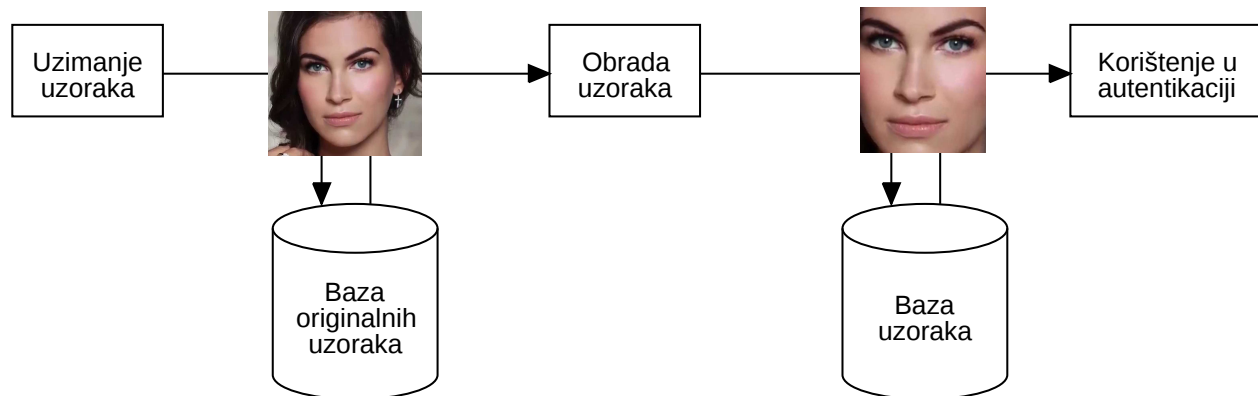 Uzimanje
uzoraka
Obrada
uzoraka
Korištenje u
autentikaciji
Baza
originalnih
uzoraka
Baza
uzoraka